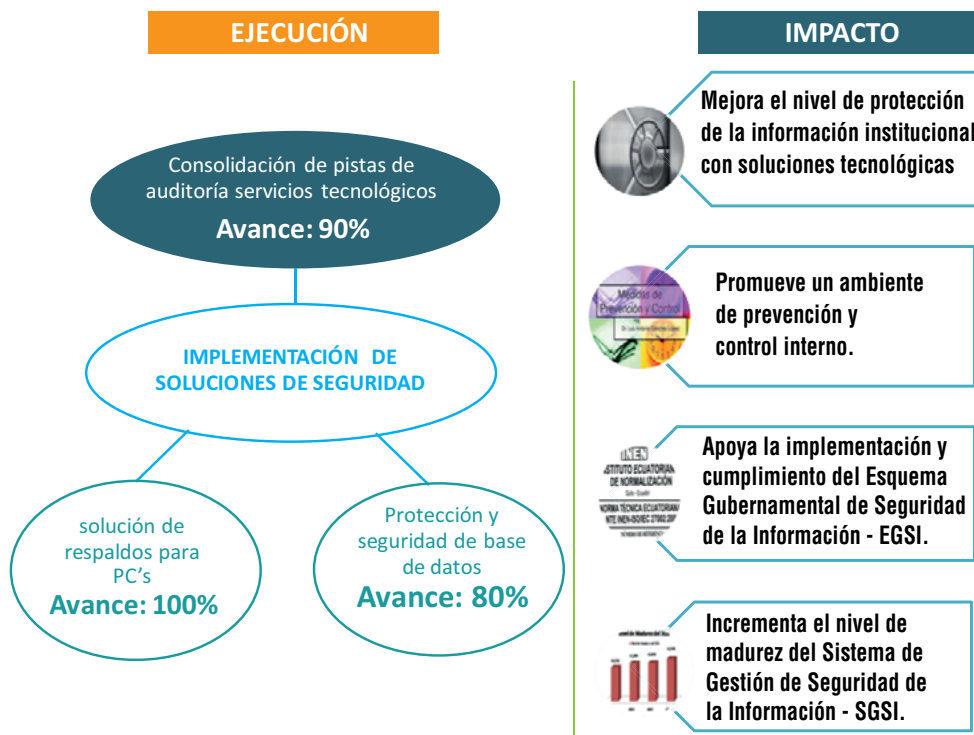 EJECUCIÓN
Consolidación de pistas de
auditoría servicios tecnológicos
Avance: 90%
IMPLEMENTACIÓN DE
SOLUCIONES DE SEGURIDAD
solución de
respaldos para
PC’s
Avance: 100%
Protección y
seguridad de base
de datos
Avance: 80%
IMPACTO
Mejora el nivel de protección
de la información institucional
con soluciones tecnológicas
Medidas de
Prevención y Control
Promueve un ambiente
de prevención y
control interno.
INEN
STITUTO ECUATORIAN
DE NORMALIZACIÓN
NORMA TÉCNICA ECUATORIAN
Apoya la implementación y
cumplimiento del Esquema
Gubernamental de Seguridad
de la Información - EGSI.
Incrementa el nivel de
madurez del Sistema de
Gestión de Seguridad de
la Información - SGSI.